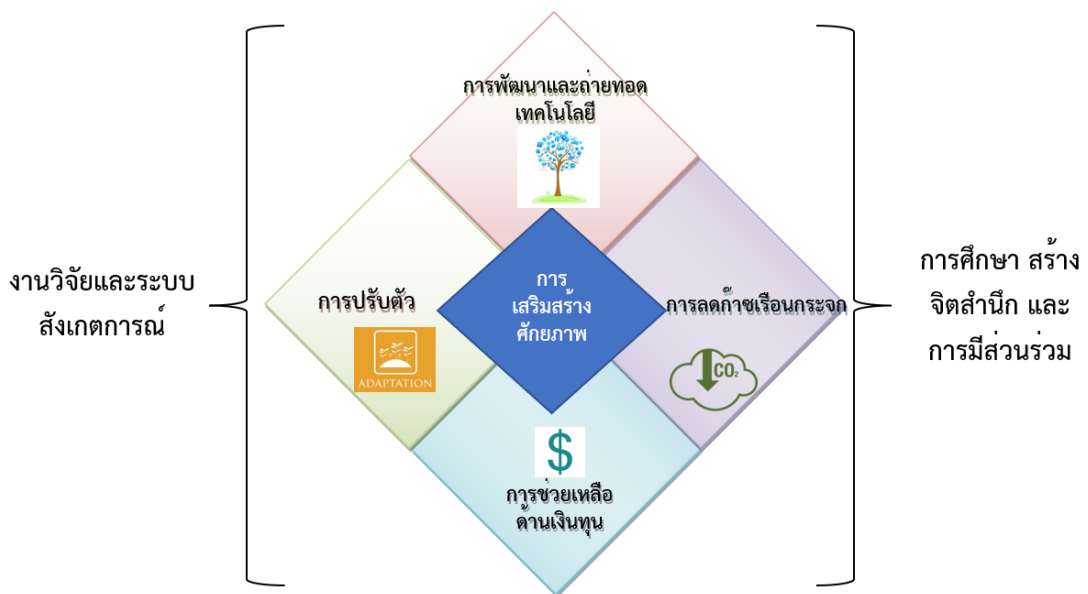 การพัฒนาและถ่ายทอด
เทคโนโลยี
งานวิจัยและระบบ
สังเกตการณ์
การปรับตัว
ADAPTATION
การ
เสริมสร้าง
ศักยภาพ
การลดก๊าซเรือนกระจก
CO₂
การศึกษา สร้าง
จิตสำนึก และ
การมีส่วนร่วม
$
การช่วยเหลือ
ด้านเงินทุน